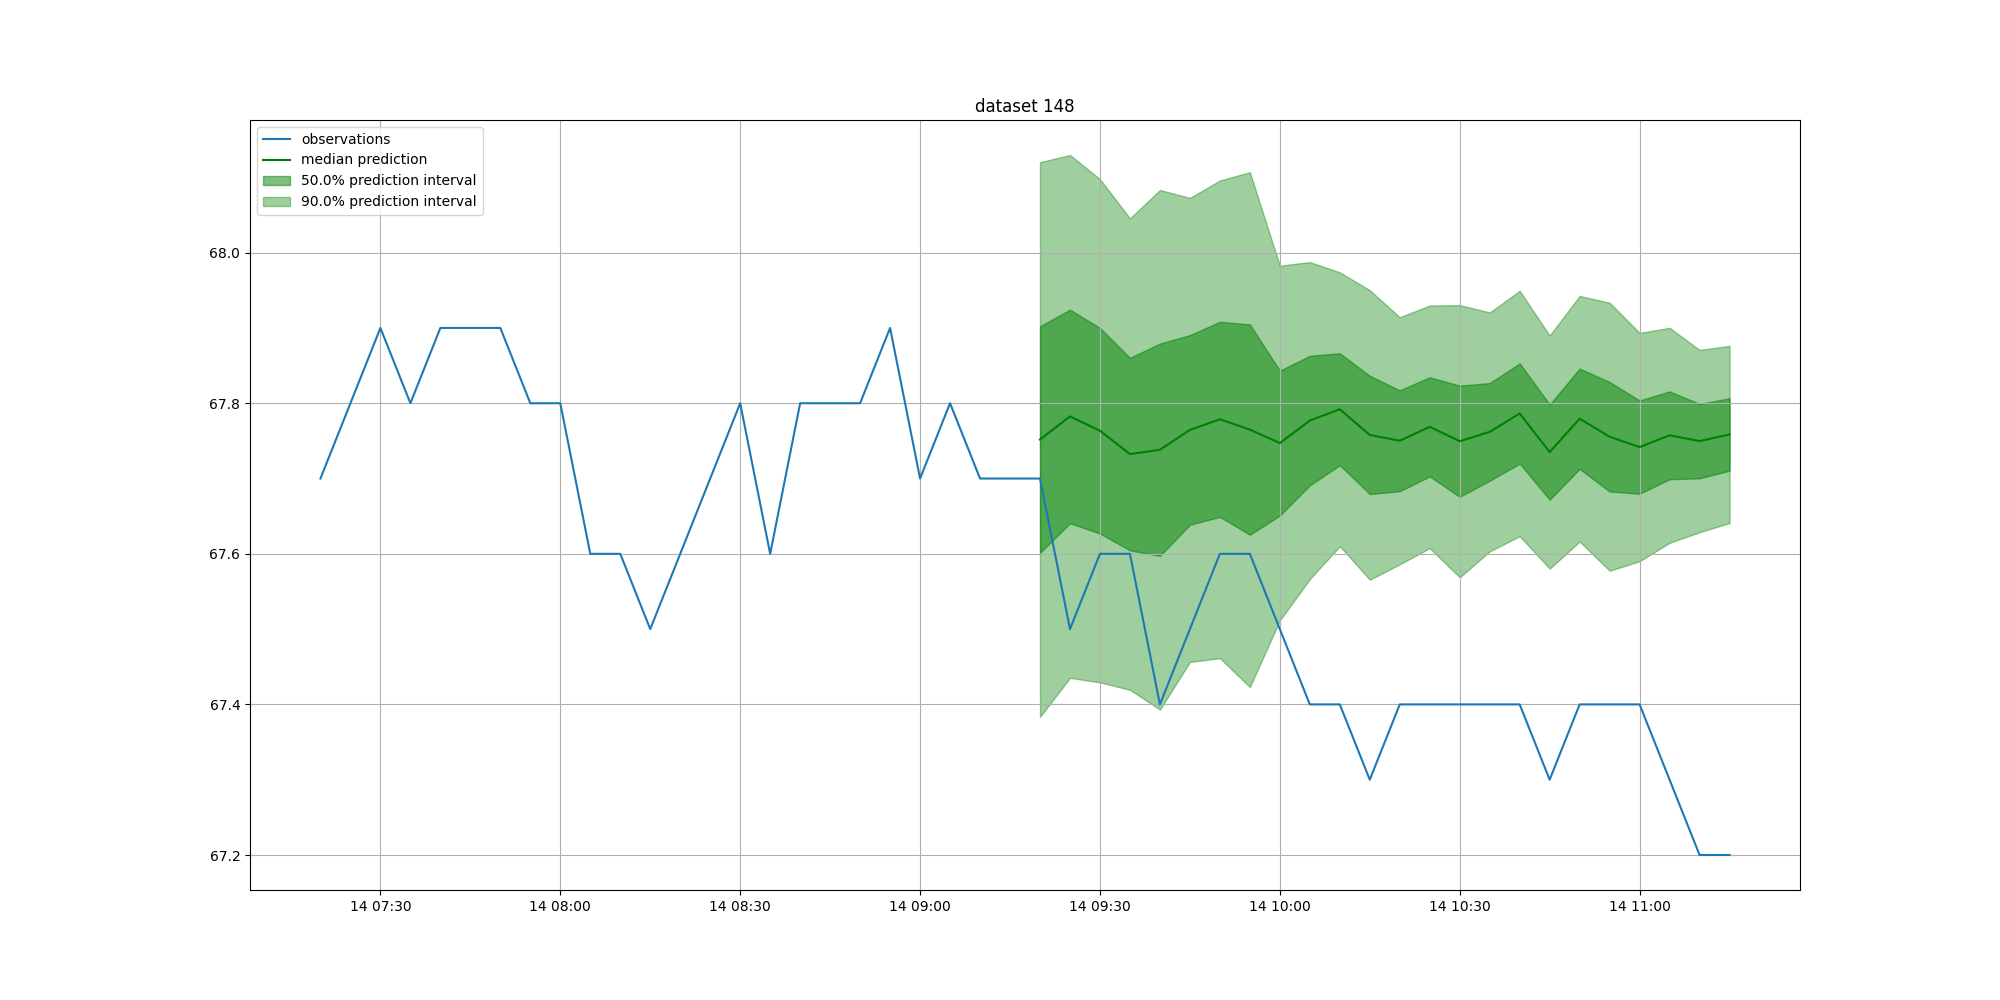 dataset 148
observations
median prediction
50.0% prediction interval
90.0% prediction interval
68.0
67.8
67.6
67.4
67.2
14 07:30
14 08:00
14 08:30
14 09:00
14 09:30
14 10:00
14 10:30
14 11:00